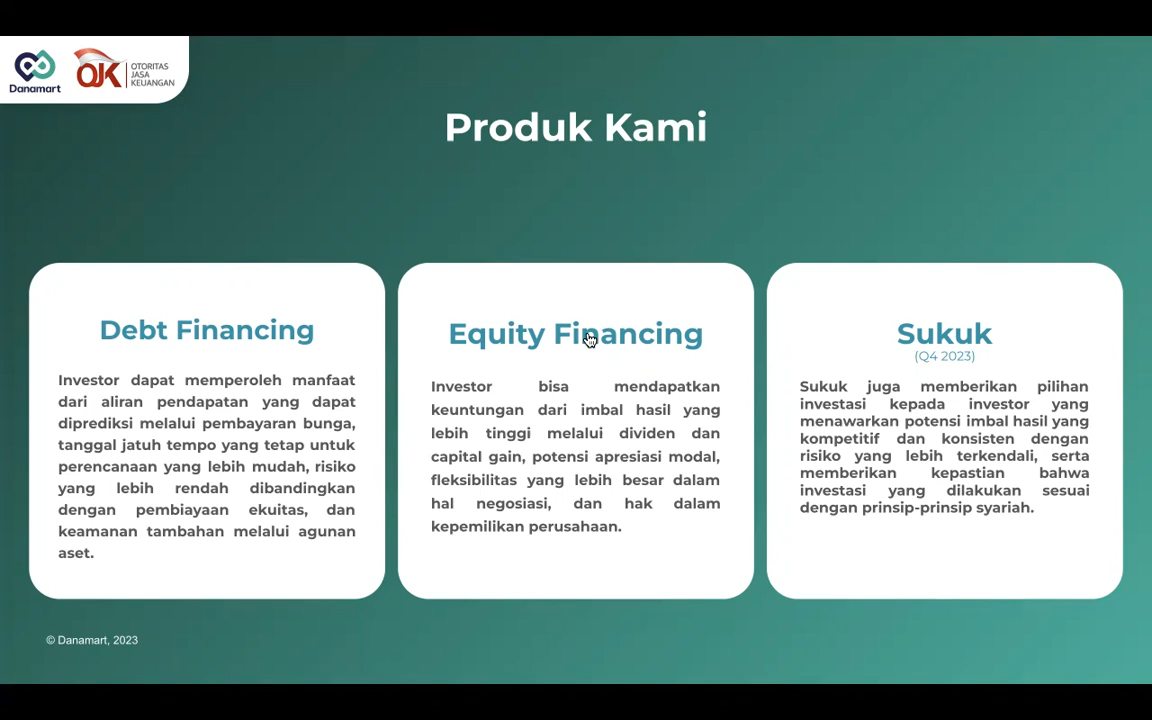 Danamart
OJK
OTORITAS
JASA
KEUANGAN
Produk Kami
Debt Financing
Investor dapat memperoleh manfaat
dari aliran pendapatan yang dapat
diprediksi melalui pembayaran bunga,
tanggal jatuh tempo yang tetap untuk
perencanaan yang lebih mudah, risiko
yang lebih rendah dibandingkan
dengan pembiayaan ekuitas, dan
keamanan tambahan melalui agunan
aset.
Equity Financing
Investor bisa mendapatkan
keuntungan dari imbal hasil yang
lebih tinggi melalui dividen dan
capital gain, potensi apresiasi modal,
fleksibilitas yang lebih besar dalam
hal negosiasi, dan hak dalam
kepemilikan perusahaan.
Sukuk
(Q4 2023)
Sukuk juga memberikan pilihan
investasi kepada investor yang
menawarkan potensi imbal hasil yang
kompetitif dan konsisten dengan
risiko yang lebih terkendali, serta
memberikan kepastian bahwa
investasi yang dilakukan sesuai
dengan prinsip-prinsip syariah.
© Danamart, 2023